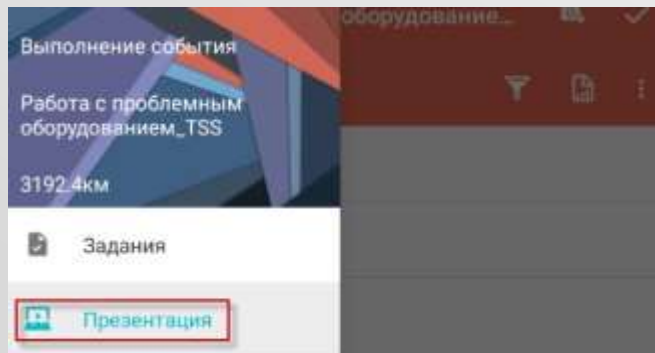 оборудование...
Выполнение события
Работа с проблемным
оборудованием_TSS
3192.4км
Задания
Презентация